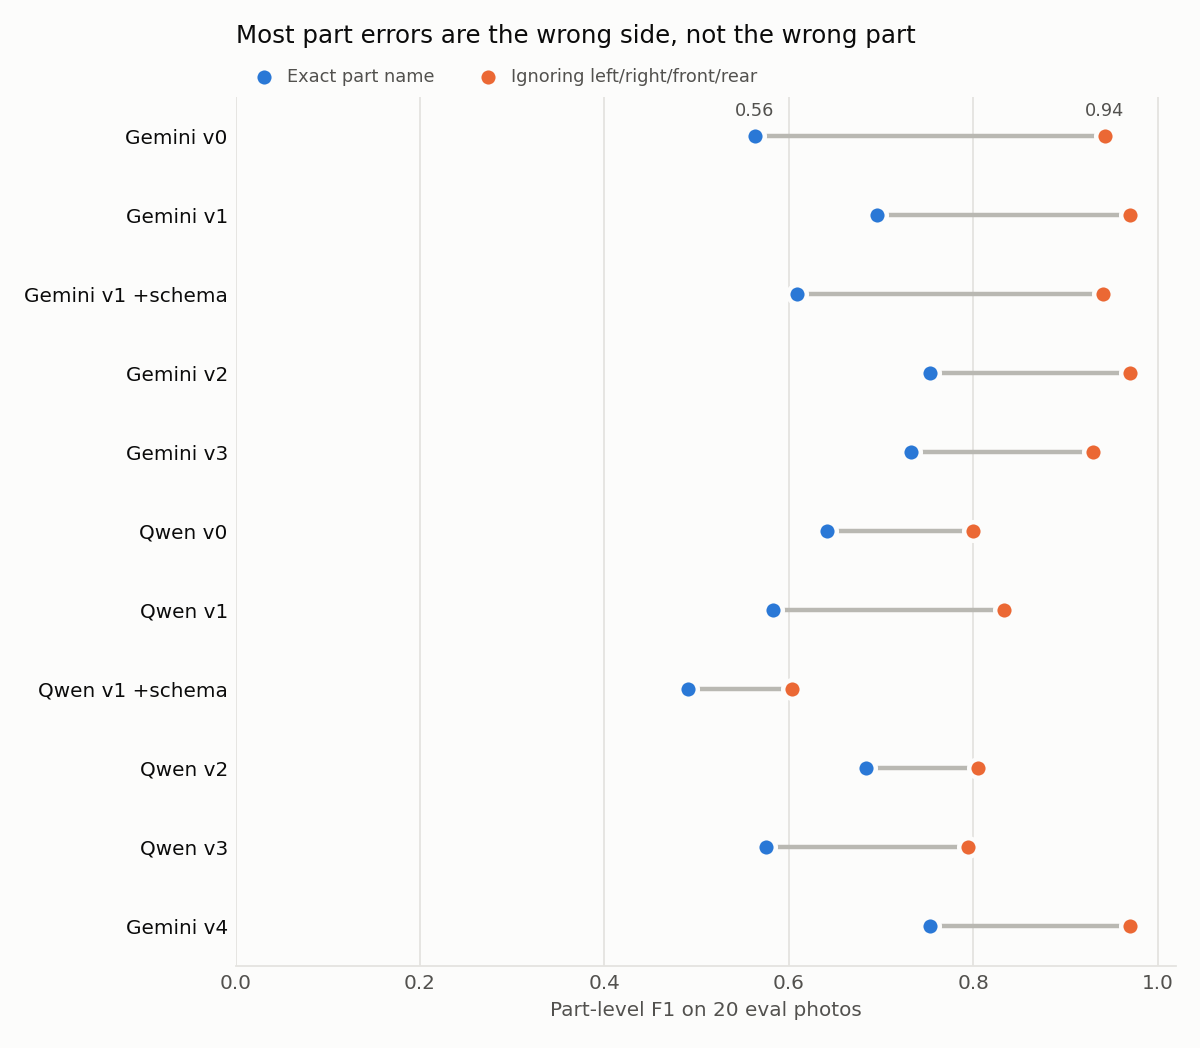 Most part errors are the wrong side, not the wrong part
Exact part name    Ignoring left/right/front/rear
0.56    0.94
Gemini v0
Gemini v1
Gemini v1 +schema
Gemini v2
Gemini v3
Qwen v0
Qwen v1
Qwen v1 +schema
Qwen v2
Qwen v3
Gemini v4
0.0    0.2    0.4    0.6    0.8    1.0
Part-level F1 on 20 eval photos